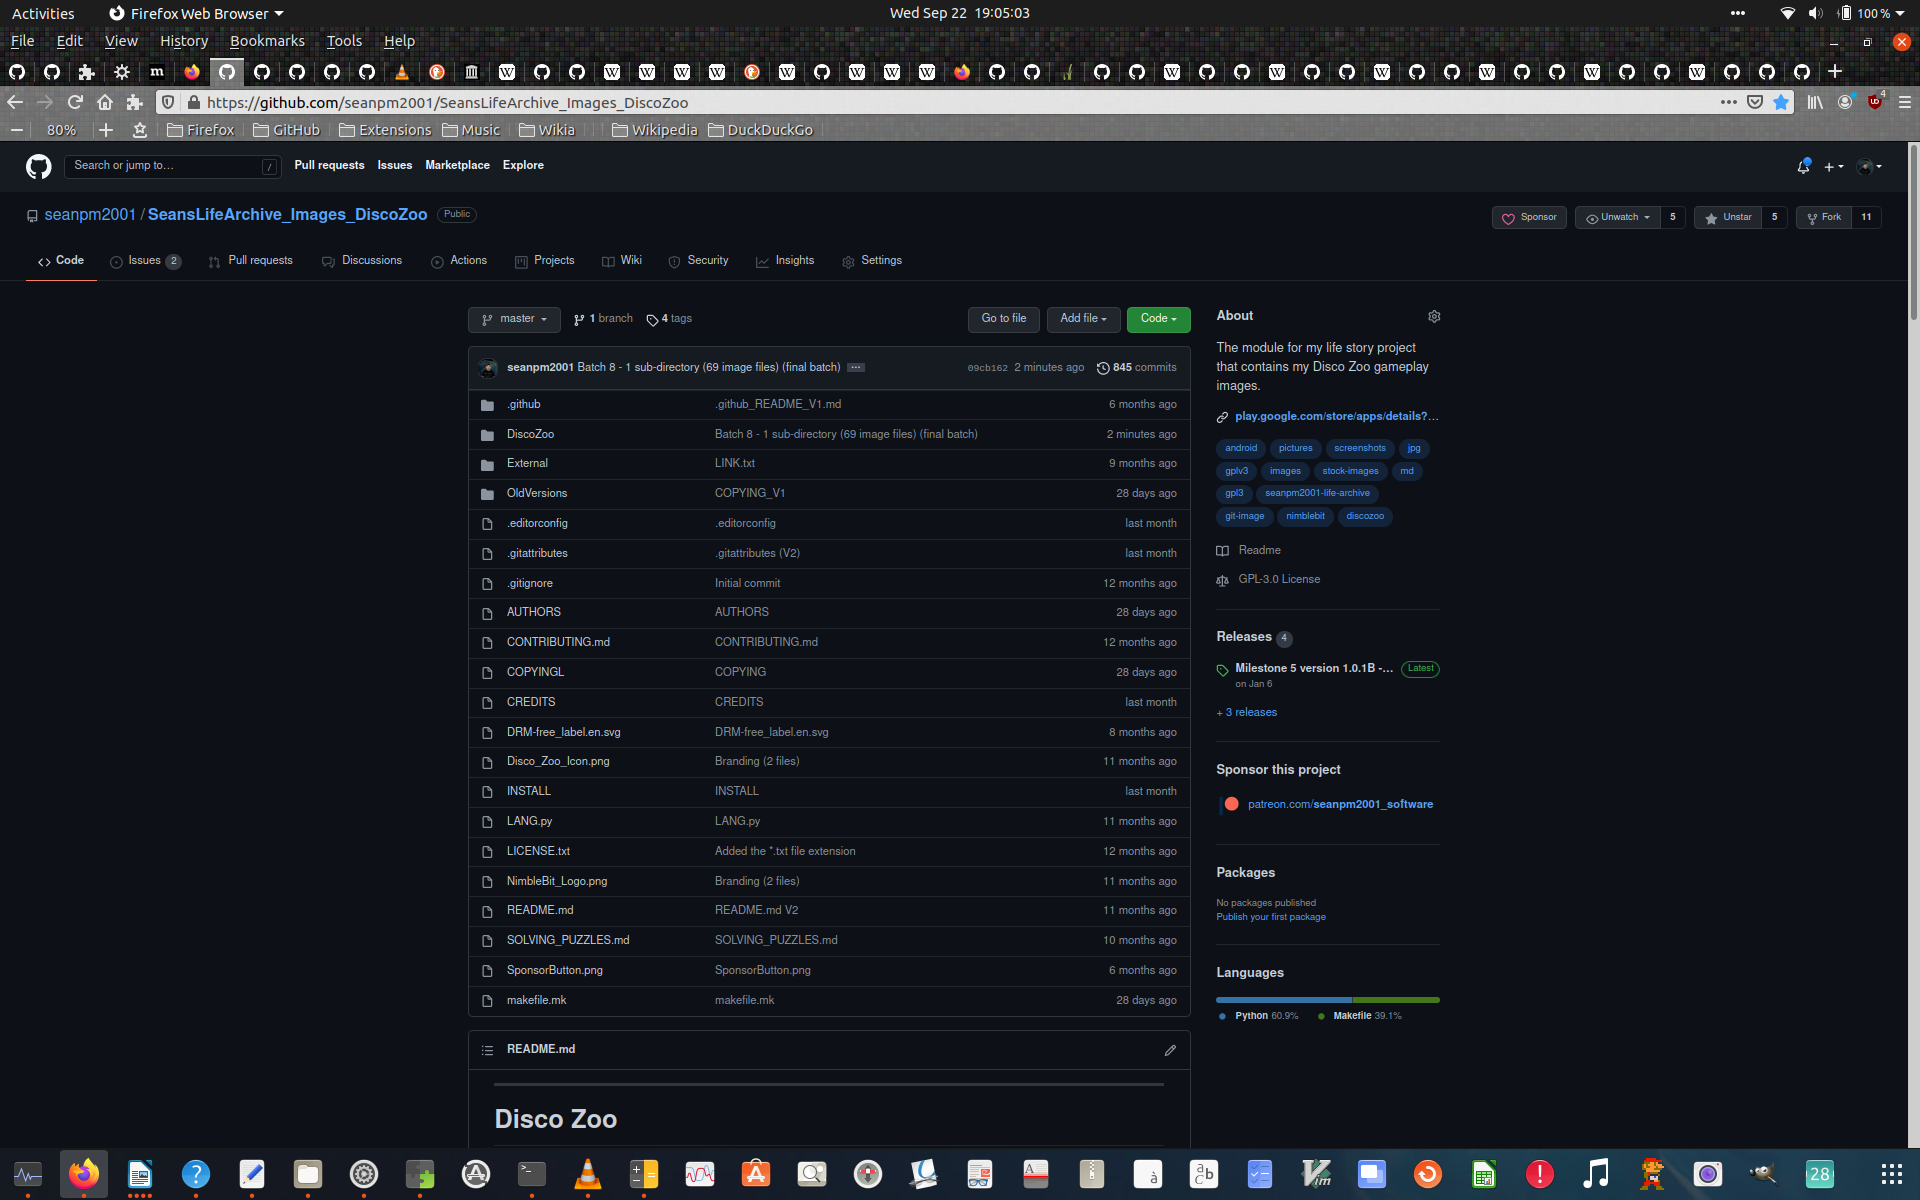 Activities Firefox Web Browser Wed Sep 22 19:05:03 100 %
File Edit View History Bookmarks Tools Help
https://github.com/seanpm2001/SeansLifeArchive_Images_DiscoZoo 4
80% Firefox GitHub Extensions Music Wikia Wikipedia DuckDuckGo
Search or jump to… / Pull requests Issues Marketplace Explore
seanpm2001 / SeansLifeArchive_Images_DiscoZoo Public Sponsor Unwatch 5 Unstar 5 Fork 11
Code Issues 2 Pull requests Discussions Actions Projects Wiki Security Insights Settings
master 1 branch 4 tags Go to file Add file Code
seanpm2001 Batch 8 - 1 sub-directory (69 image files) (final batch) 09cb162 2 minutes ago 845 commits
.github .github_README_V1.md 6 months ago
DiscoZoo Batch 8 - 1 sub-directory (69 image files) (final batch) 2 minutes ago
External LINK.txt 9 months ago
OldVersions COPYING_V1 28 days ago
.editorconfig .editorconfig last month
.gitattributes .gitattributes (V2) last month
.gitignore Initial commit 12 months ago
AUTHORS AUTHORS 28 days ago
CONTRIBUTING.md CONTRIBUTING.md 12 months ago
COPYINGL COPYING 28 days ago
CREDITS CREDITS last month
DRM-free_label.en.svg DRM-free_label.en.svg 8 months ago
Disco_Zoo_Icon.png Branding (2 files) 11 months ago
INSTALL INSTALL last month
LANG.py LANG.py 11 months ago
LICENSE.txt Added the *.txt file extension 12 months ago
NimbleBit_Logo.png Branding (2 files) 11 months ago
README.md README.md V2 11 months ago
SOLVING_PUZZLES.md SOLVING_PUZZLES.md 10 months ago
SponsorButton.png SponsorButton.png 6 months ago
makefile.mk makefile.mk 28 days ago
README.md
Disco Zoo
About
The module for my life story project
that contains my Disco Zoo gameplay
images.
play.google.com/store/apps/details?…
android pictures screenshots jpg
gplv3 images stock-images md
gpl3 seanpm2001-life-archive
git-image nimblebit discozoo
Readme
GPL-3.0 License
Releases 4
Milestone 5 version 1.0.1B -… Latest
on Jan 6
+ 3 releases
Sponsor this project
patreon.com/seanpm2001_software
Packages
No packages published
Publish your first package
Languages
Python 60.9% Makefile 39.1%
28